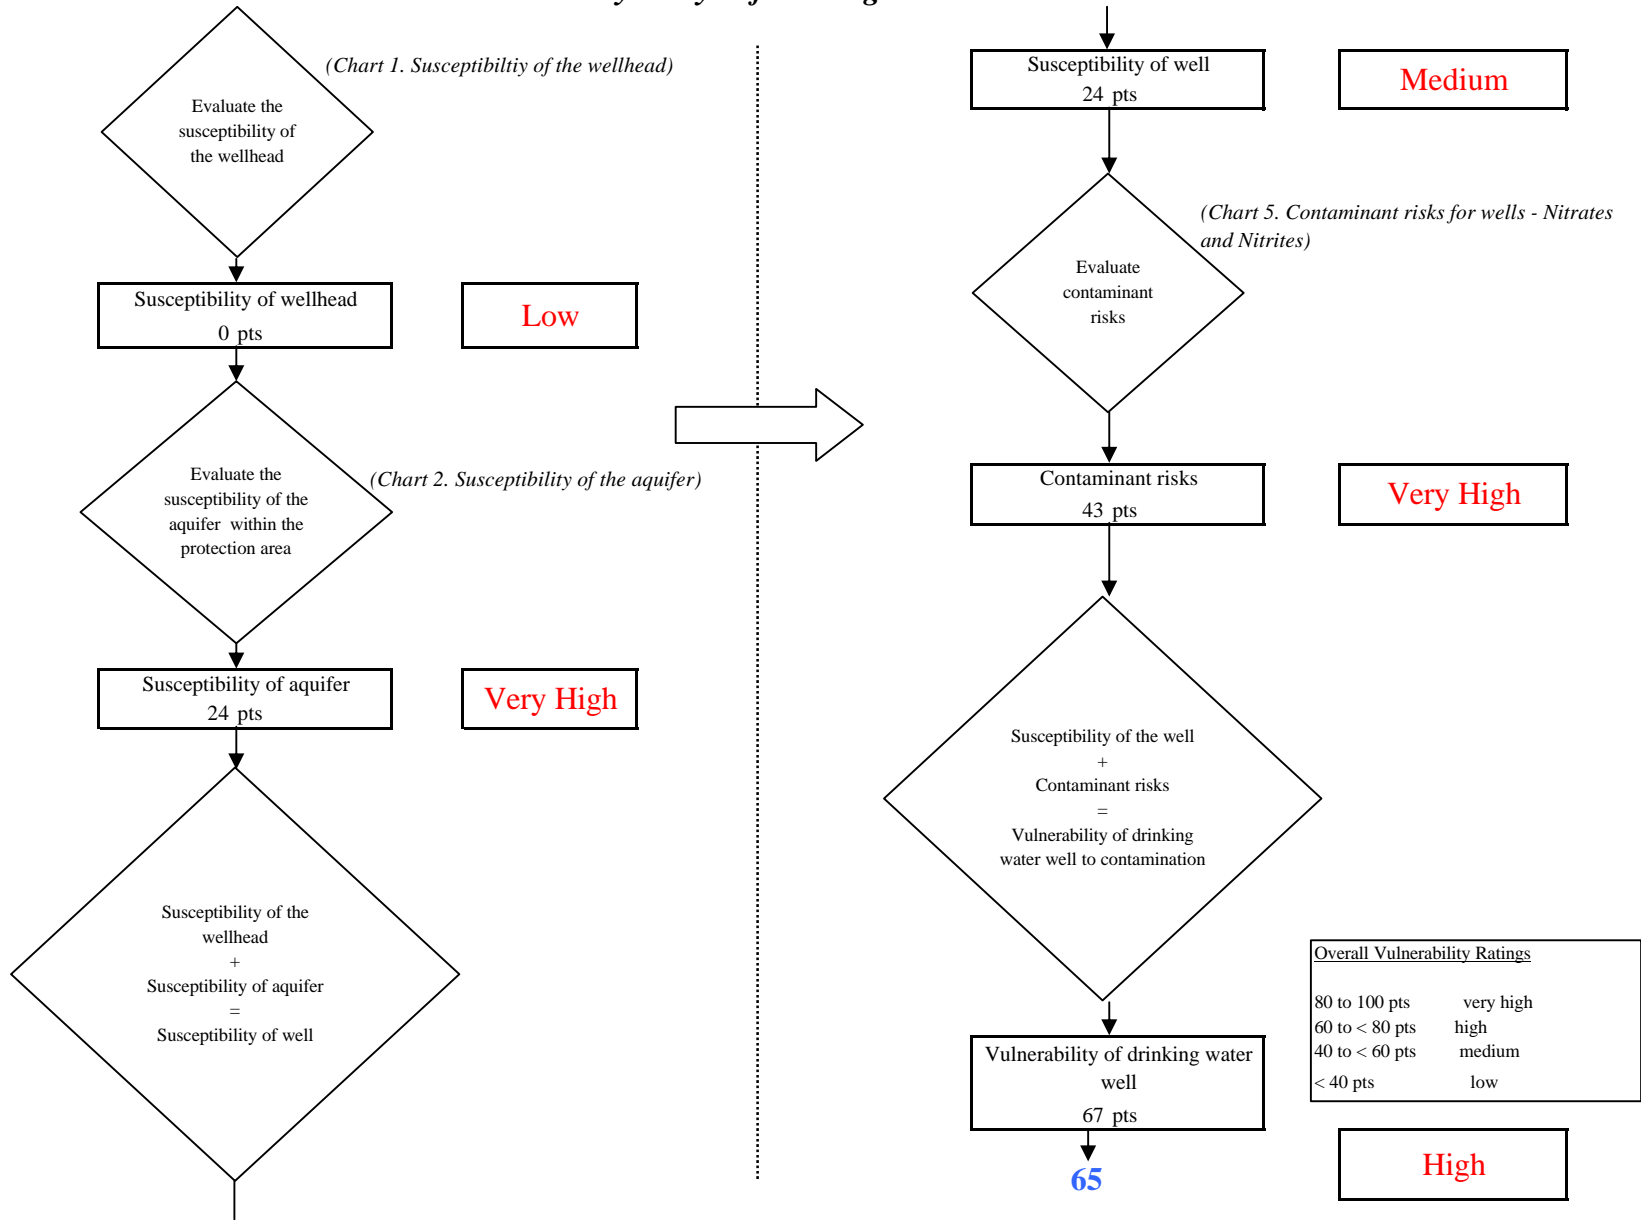 (Chart 1. Susceptibiltiy of the wellhead)
Evaluate the
susceptibility of
the wellhead
Susceptibility of wellhead
0 pts
Low
Evaluate the
susceptibility of the
aquifer within the
protection area
(Chart 2. Susceptibility of the aquifer)
Susceptibility of aquifer
24 pts
Very High
Susceptibility of the
wellhead
+
Susceptibility of aquifer
=
Susceptibility of well
Susceptibility of well
24 pts
Medium
(Chart 5. Contaminant risks for wells - Nitrates
and Nitrites)
Evaluate
contaminant
risks
Contaminant risks
43 pts
Very High
Susceptibility of the well
+
Contaminant risks
=
Vulnerability of drinking
water well to contamination
Overall Vulnerability Ratings
80 to 100 pts very high
60 to < 80 pts high
40 to < 60 pts medium
< 40 pts low
Vulnerability of drinking water
well
67 pts
65
High